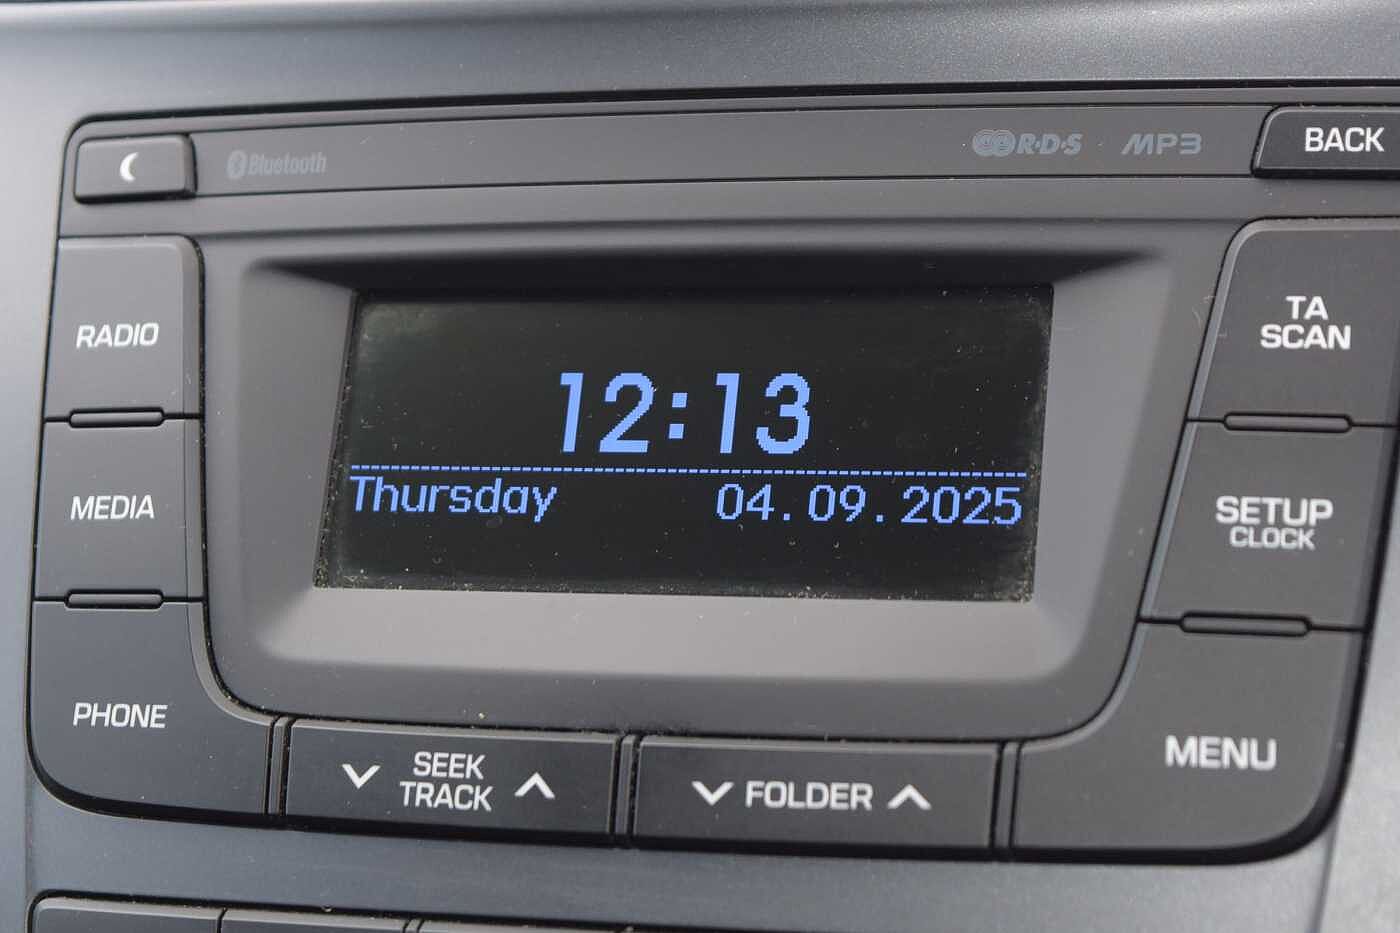 Bluetooth
R·D·S
MP3
BACK
RADIO
TA
SCAN
12:13
Thursday 04.09.2025
MEDIA
SETUP
CLOCK
PHONE
SEEK
TRACK
FOLDER
MENU